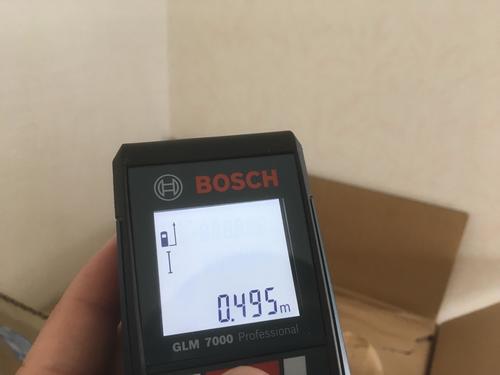 BOSCH
0.495m
GLM 7000 Professional